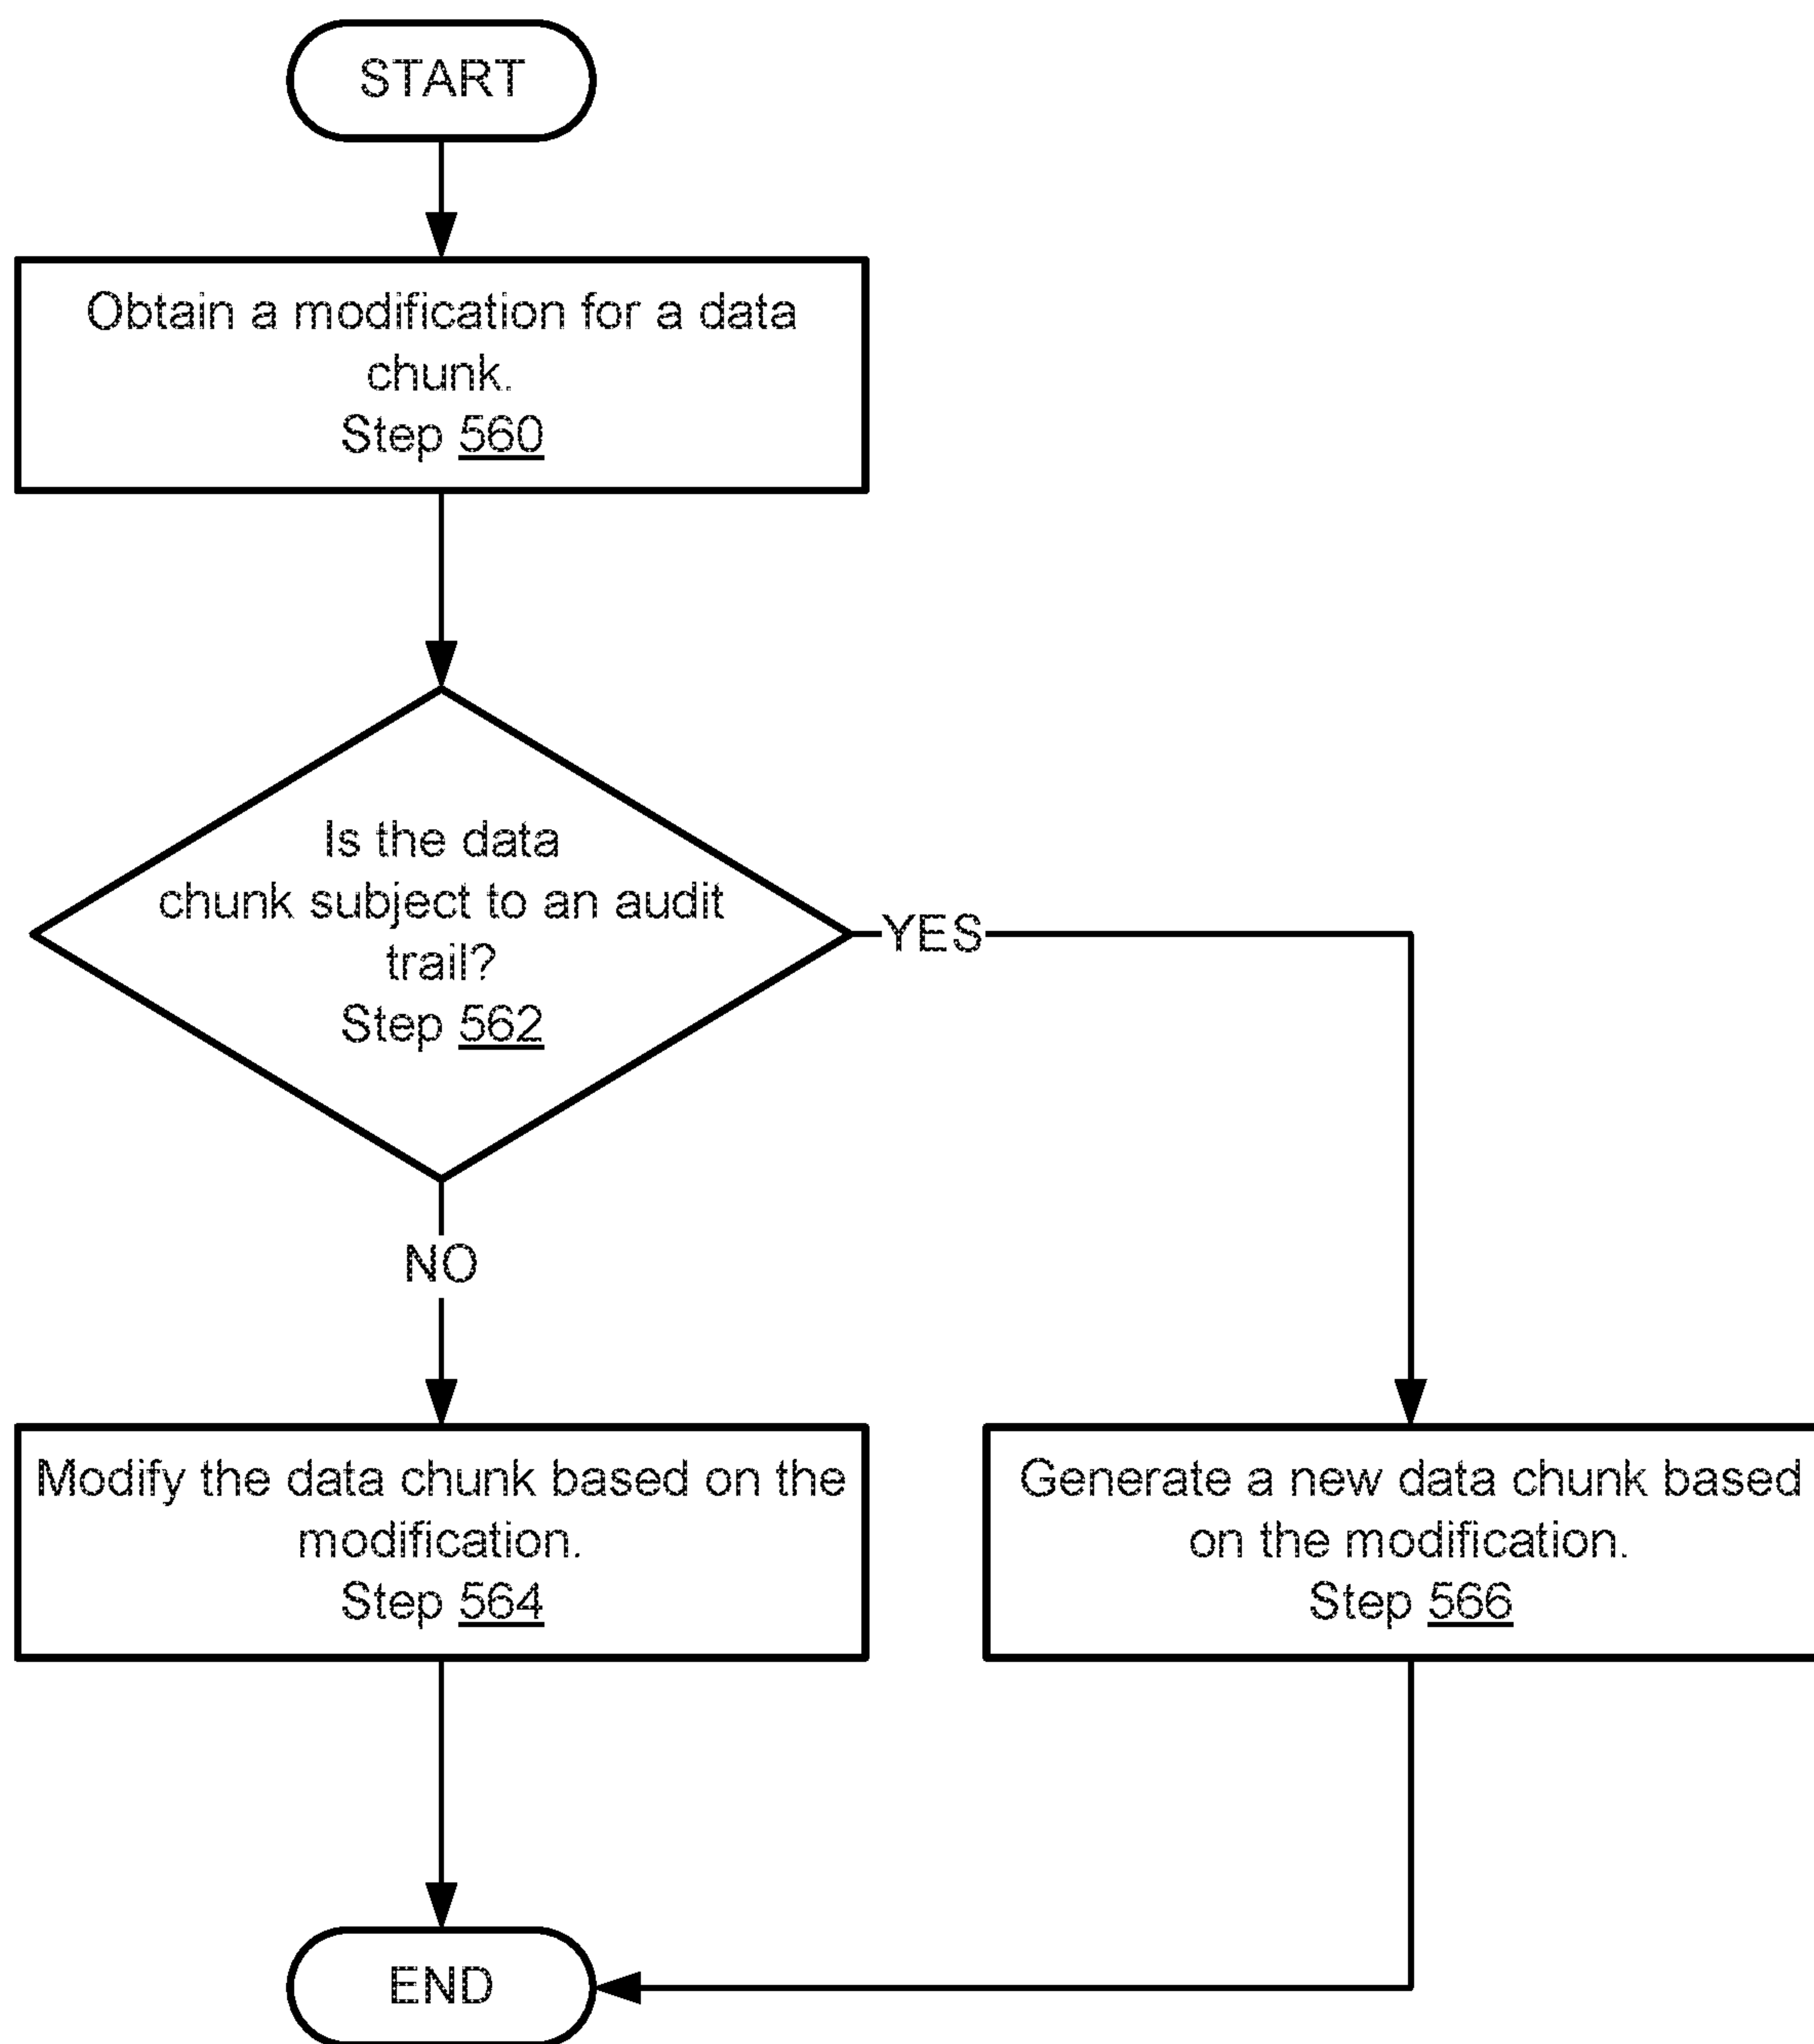 START
Obtain a modification for a data
chunk.
Step 560
Is the data
chunk subject to an audit
trail?
Step 562
YES
NO
Modify the data chunk based on the
modification.
Step 564
Generate a new data chunk based
on the modification.
Step 566
END